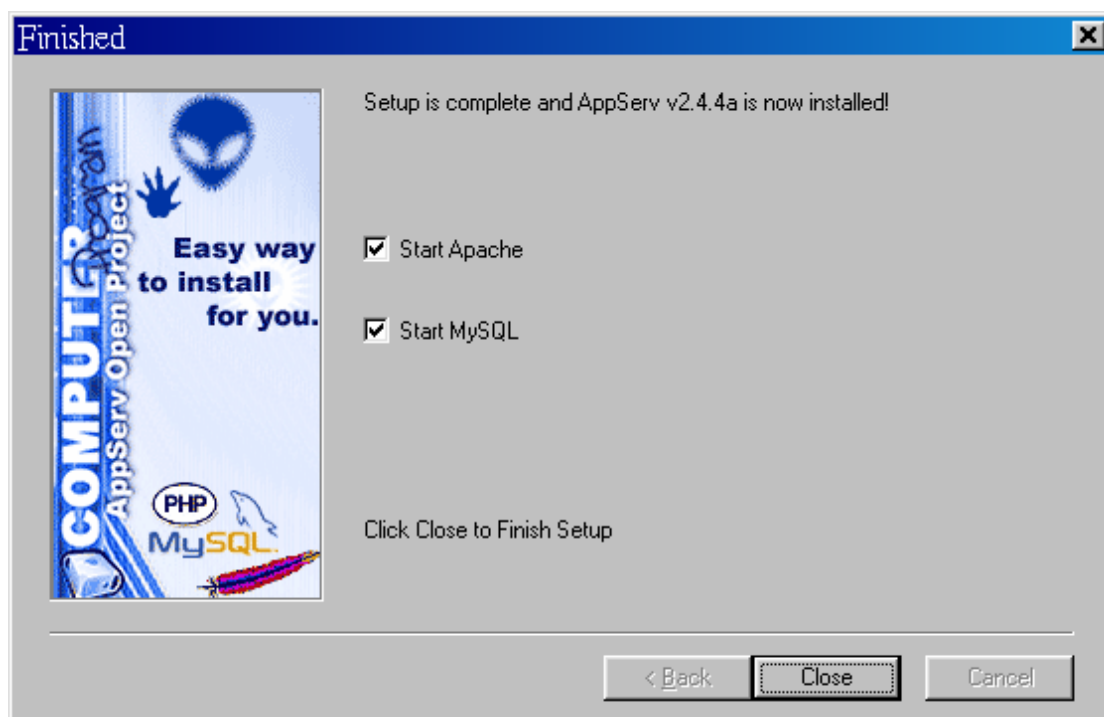 Finished
Setup is complete and AppServ v2.4.4a is now installed!
COMPUTER
Program
AppServ Open Project
Easy way
to install
for you.
PHP
MySQL
Start Apache
Start MySQL
Click Close to Finish Setup
< Back
Close
Cancel